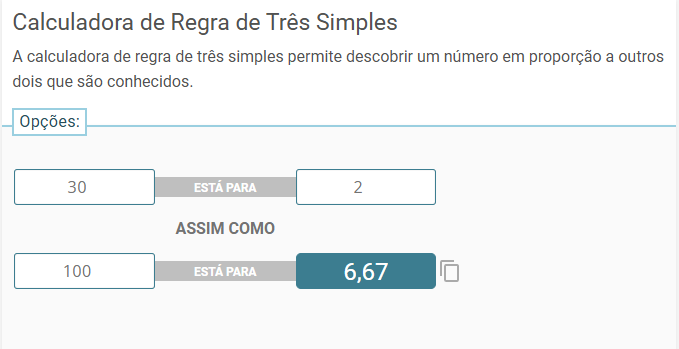 Calculadora de Regra de Três Simples
A calculadora de regra de três simples permite descobrir um número em proporção a outros
dois que são conhecidos.
Opções:
30 ESTÁ PARA 2
ASSIM COMO
100 ESTÁ PARA 6,67